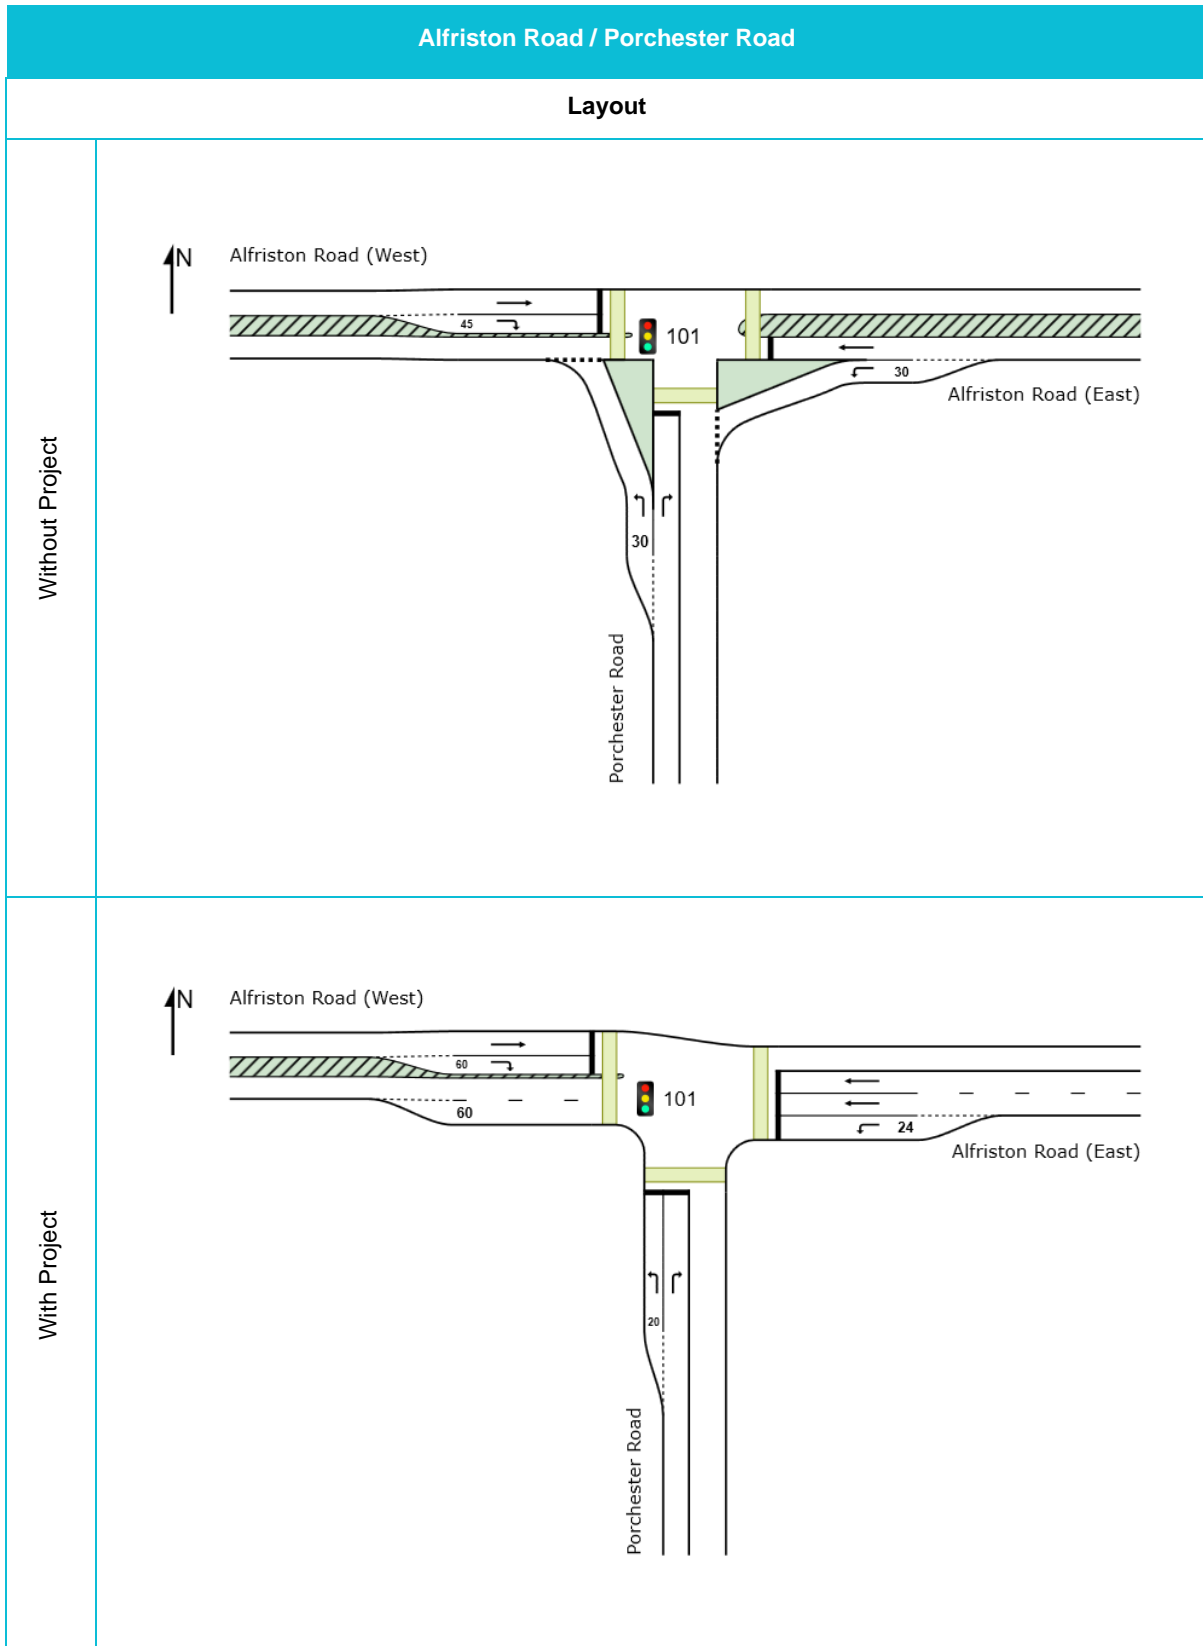 Alfriston Road / Porchester Road
Layout
Without Project
N
Alfriston Road (West)
45
101
30
Alfriston Road (East)
30
Porchester Road
With Project
N
Alfriston Road (West)
60
60
101
24
Alfriston Road (East)
20
Porchester Road